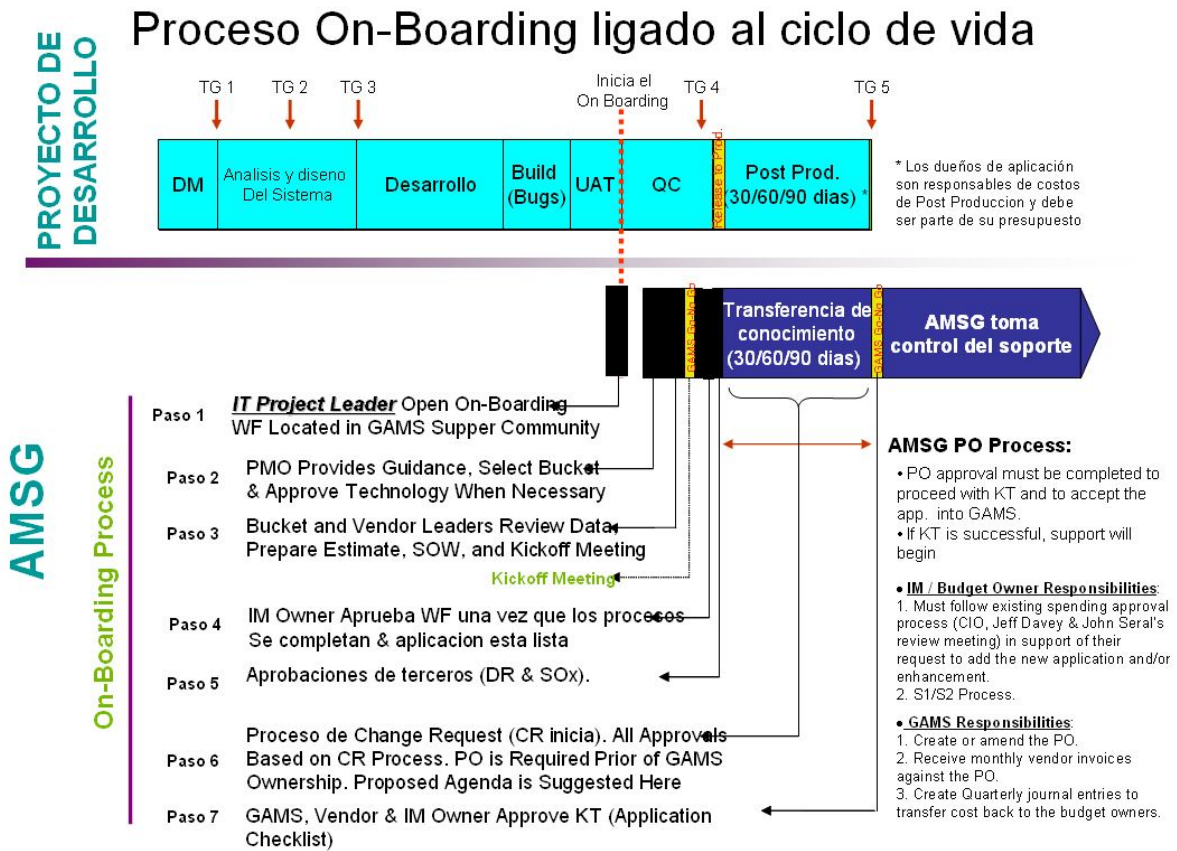 Proceso On-Boarding ligado al ciclo de vida
PROYECTO DE
DESARROLLO
TG 1
TG 2
TG 3
Inicia el
On Boarding
TG 4
TG 5
DM
Analisis y diseno
Del Sistema
Desarrollo
Build
(Bugs)
UAT
QC
Release to Prod.
Post Prod.
(30/60/90 dias) *
* Los dueños de aplicación
son responsables de costos
de Post Produccion y debe
ser parte de su presupuesto
GAMS Go-No Go
Transferencia de
conocimiento
(30/60/90 dias)
GAMS Go-No Go
AMSG toma
control del soporte
AMSG
On-Boarding Process
Paso 1
IT Project Leader Open On-Boarding
WF Located in GAMS Supper Community
Paso 2
PMO Provides Guidance, Select Bucket
& Approve Technology When Necessary
Paso 3
Bucket and Vendor Leaders Review Data,
Prepare Estimate, SOW, and Kickoff Meeting
Kickoff Meeting
Paso 4
IM Owner Aprueba WF una vez que los procesos
Se completan & aplicacion esta lista
Paso 5
Aprobaciones de terceros (DR & SOx).
Paso 6
Proceso de Change Request (CR inicia). All Approvals
Based on CR Process. PO is Required Prior of GAMS
Ownership. Proposed Agenda is Suggested Here
Paso 7
GAMS, Vendor & IM Owner Approve KT (Application
Checklist)
AMSG PO Process:
• PO approval must be completed to
proceed with KT and to accept the
app. into GAMS.
• If KT is successful, support will
begin
• IM / Budget Owner Responsibilities:
1. Must follow existing spending approval
process (CIO, Jeff Davey & John Seral's
review meeting) in support of their
request to add the new application and/or
enhancement.
2. S1/S2 Process.
• GAMS Responsibilities:
1. Create or amend the PO.
2. Receive monthly vendor invoices
against the PO.
3. Create Quarterly journal entries to
transfer cost back to the budget owners.